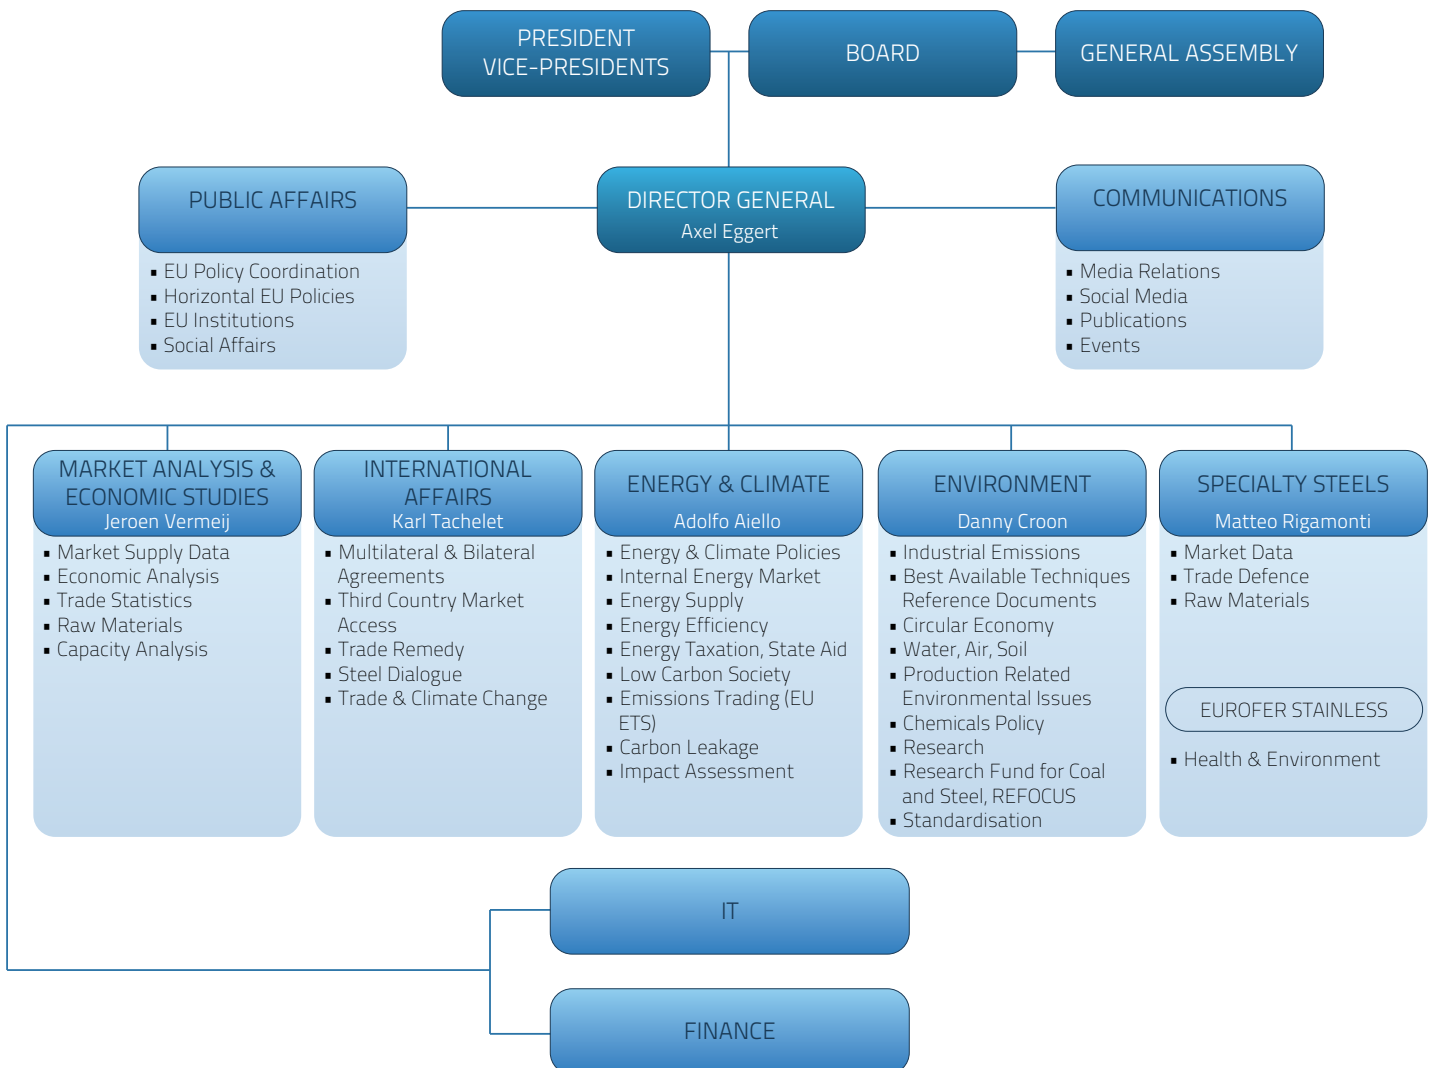 PRESIDENT
VICE-PRESIDENTS
BOARD
GENERAL ASSEMBLY
PUBLIC AFFAIRS
▪ EU Policy Coordination
▪ Horizontal EU Policies
▪ EU Institutions
▪ Social Affairs
DIRECTOR GENERAL
Axel Eggert
COMMUNICATIONS
▪ Media Relations
▪ Social Media
▪ Publications
▪ Events
MARKET ANALYSIS &
ECONOMIC STUDIES
Jeroen Vermeij
▪ Market Supply Data
▪ Economic Analysis
▪ Trade Statistics
▪ Raw Materials
▪ Capacity Analysis
INTERNATIONAL
AFFAIRS
Karl Tachelet
▪ Multilateral & Bilateral
Agreements
▪ Third Country Market
Access
▪ Trade Remedy
▪ Steel Dialogue
▪ Trade & Climate Change
ENERGY & CLIMATE
Adolfo Aiello
▪ Energy & Climate Policies
▪ Internal Energy Market
▪ Energy Supply
▪ Energy Efficiency
▪ Energy Taxation, State Aid
▪ Low Carbon Society
▪ Emissions Trading (EU
ETS)
▪ Carbon Leakage
▪ Impact Assessment
ENVIRONMENT
Danny Croon
▪ Industrial Emissions
▪ Best Available Techniques
Reference Documents
▪ Circular Economy
▪ Water, Air, Soil
▪ Production Related
Environmental Issues
▪ Chemicals Policy
▪ Research
▪ Research Fund for Coal
and Steel, REFOCUS
▪ Standardisation
SPECIALTY STEELS
Matteo Rigamonti
▪ Market Data
▪ Trade Defence
▪ Raw Materials
EUROFER STAINLESS
▪ Health & Environment
IT
FINANCE